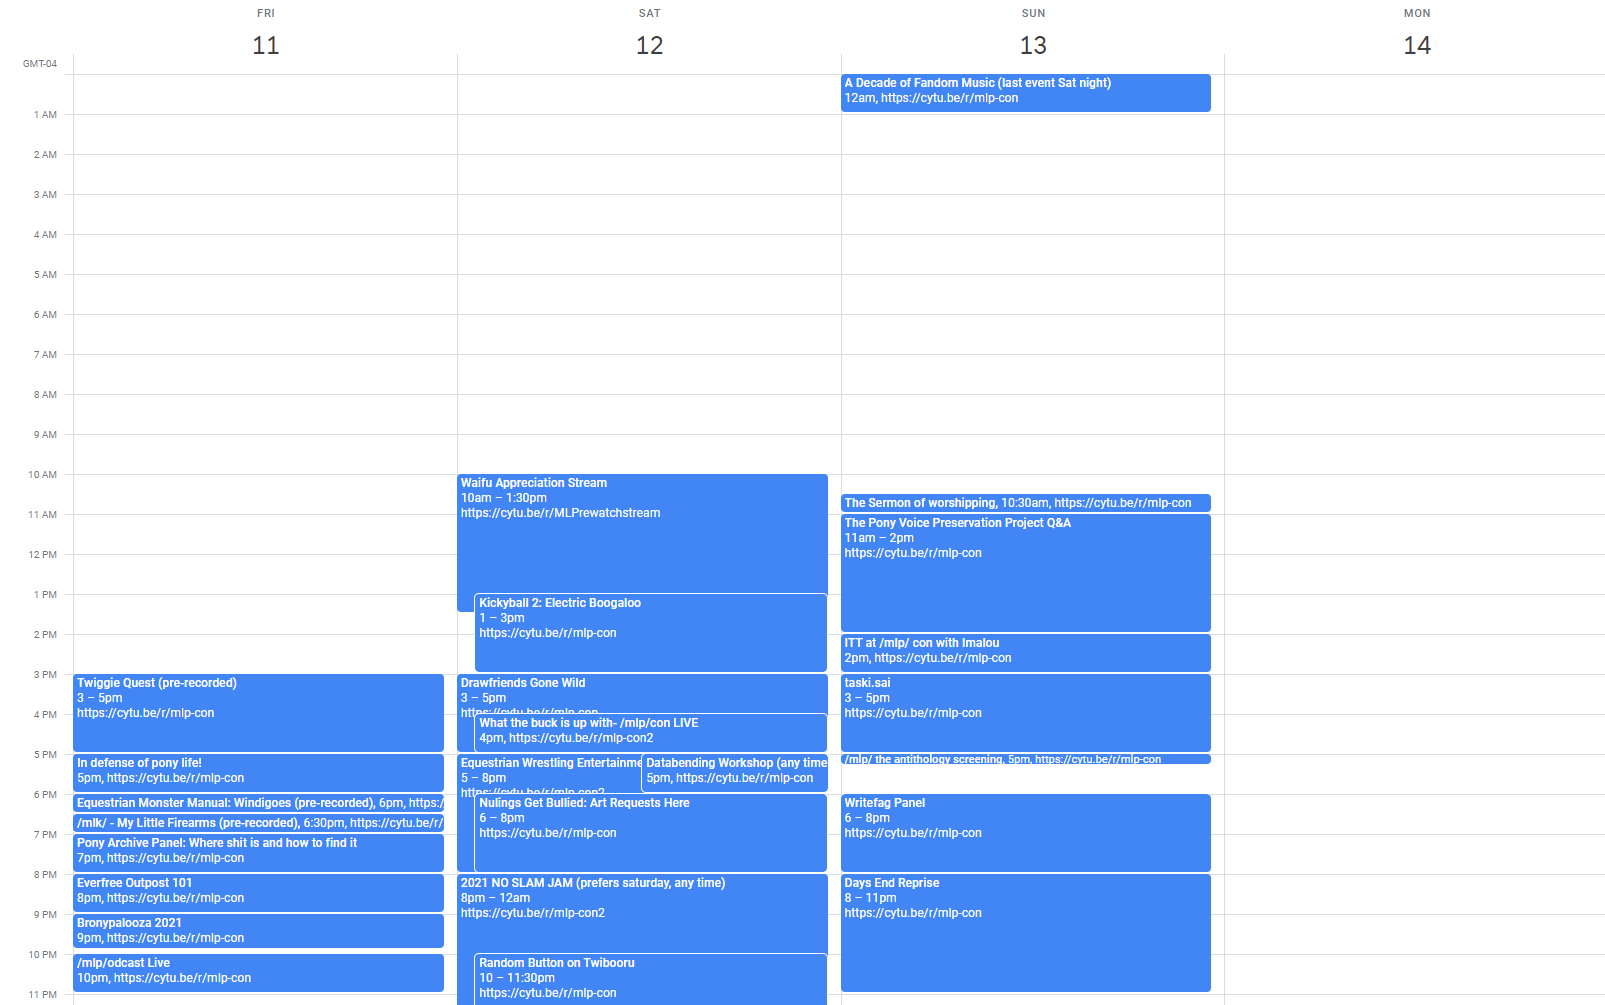 FRI
11
SAT
12
SUN
13
MON
14
GMT-04
1 AM
2 AM
3 AM
4 AM
5 AM
6 AM
7 AM
8 AM
9 AM
10 AM
11 AM
12 PM
1 PM
2 PM
3 PM
4 PM
5 PM
6 PM
7 PM
8 PM
9 PM
10 PM
11 PM
Twiggie Quest (pre-recorded)
3 – 5pm
https://cytu.be/r/mlp-con
In defense of pony life!
5pm, https://cytu.be/r/mlp-con
Equestrian Monster Manual: Windigoes (pre-recorded), 6pm, https:/
/mlk/ - My Little Firearms (pre-recorded), 6:30pm, https://cytu.be/r/
Pony Archive Panel: Where shit is and how to find it
7pm, https://cytu.be/r/mlp-con
Everfree Outpost 101
8pm, https://cytu.be/r/mlp-con
Bronypalooza 2021
9pm, https://cytu.be/r/mlp-con
/mlp/odcast Live
10pm, https://cytu.be/r/mlp-con
Waifu Appreciation Stream
10am – 1:30pm
https://cytu.be/r/MLPrewatchstream
Kickyball 2: Electric Boogaloo
1 – 3pm
https://cytu.be/r/mlp-con
Drawfriends Gone Wild
3 – 5pm
https://cytu.be/r/mlp-con
What the buck is up with- /mlp/con LIVE
4pm, https://cytu.be/r/mlp-con2
Equestrian Wrestling Entertainme
5 – 8pm
https://cytu.be/r/mlp-con2
Databending Workshop (any time
5pm, https://cytu.be/r/mlp-con
Nulings Get Bullied: Art Requests Here
6 – 8pm
https://cytu.be/r/mlp-con
2021 NO SLAM JAM (prefers saturday, any time)
8pm – 12am
https://cytu.be/r/mlp-con2
Random Button on Twibooru
10 – 11:30pm
https://cytu.be/r/mlp-con
A Decade of Fandom Music (last event Sat night)
12am, https://cytu.be/r/mlp-con
The Sermon of worshipping, 10:30am, https://cytu.be/r/mlp-con
The Pony Voice Preservation Project Q&A
11am – 2pm
https://cytu.be/r/mlp-con
ITT at /mlp/ con with Imalou
2pm, https://cytu.be/r/mlp-con
taski.sai
3 – 5pm
https://cytu.be/r/mlp-con
/mlp/ the antithology screening, 5pm, https://cytu.be/r/mlp-con
Writefag Panel
6 – 8pm
https://cytu.be/r/mlp-con
Days End Reprise
8 – 11pm
https://cytu.be/r/mlp-con